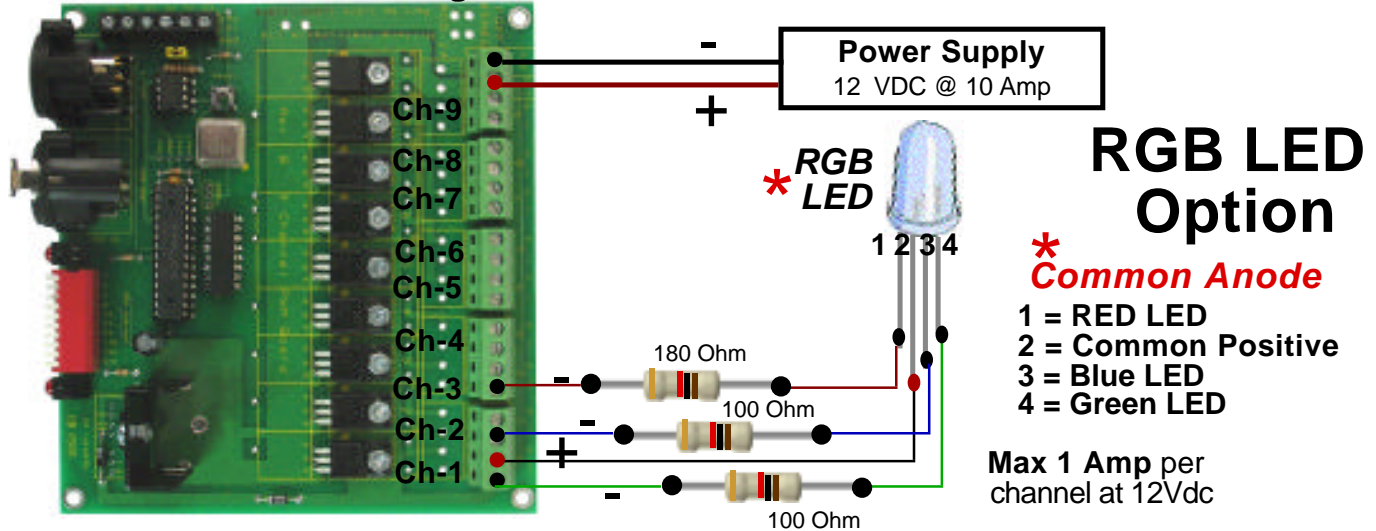 -
Power Supply
12 VDC @ 10 Amp
+
Ch-9
Ch-8
Ch-7
Ch-6
Ch-5
Ch-4
Ch-3
Ch-2
Ch-1
* RGB
LED
1 2 3 4
RGB LED
Option
*
Common Anode
1 = RED LED
2 = Common Positive
3 = Blue LED
4 = Green LED
180 Ohm
-
100 Ohm
-
+
-
100 Ohm
Max 1 Amp per
channel at 12Vdc